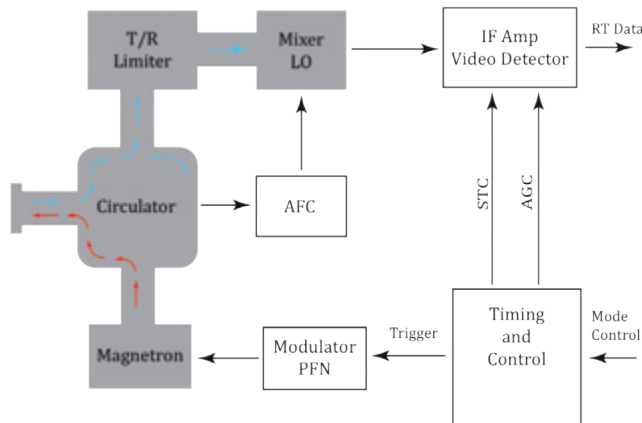 T/R
Limiter
Mixer
LO
IF Amp
Video Detector
RT Data
Circulator
AFC
STC
AGC
Magnetron
Modulator
PFN
Trigger
Timing
and
Control
Mode
Control